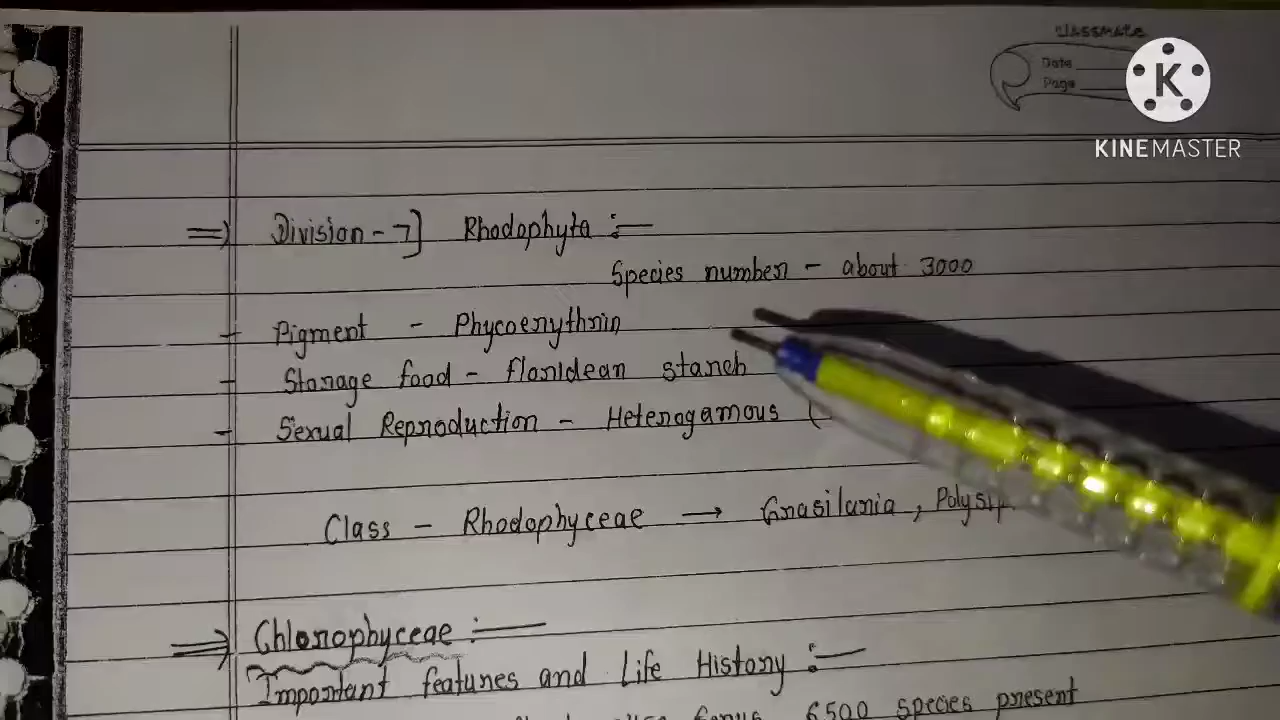 CLASSMATE
Date
Page
KINEMASTER
⇒ Division - 7] Rhodophyta :—
Species number - about 3000
- Pigment - Phycoerythrin
- Storage food - floridean starch
- Sexual Reproduction - Heterogamous (
Class - Rhodophyceae → Grasilaria, Polysip
⇒ Chlorophyceae :—
Important features and Life History :—
6500 species present